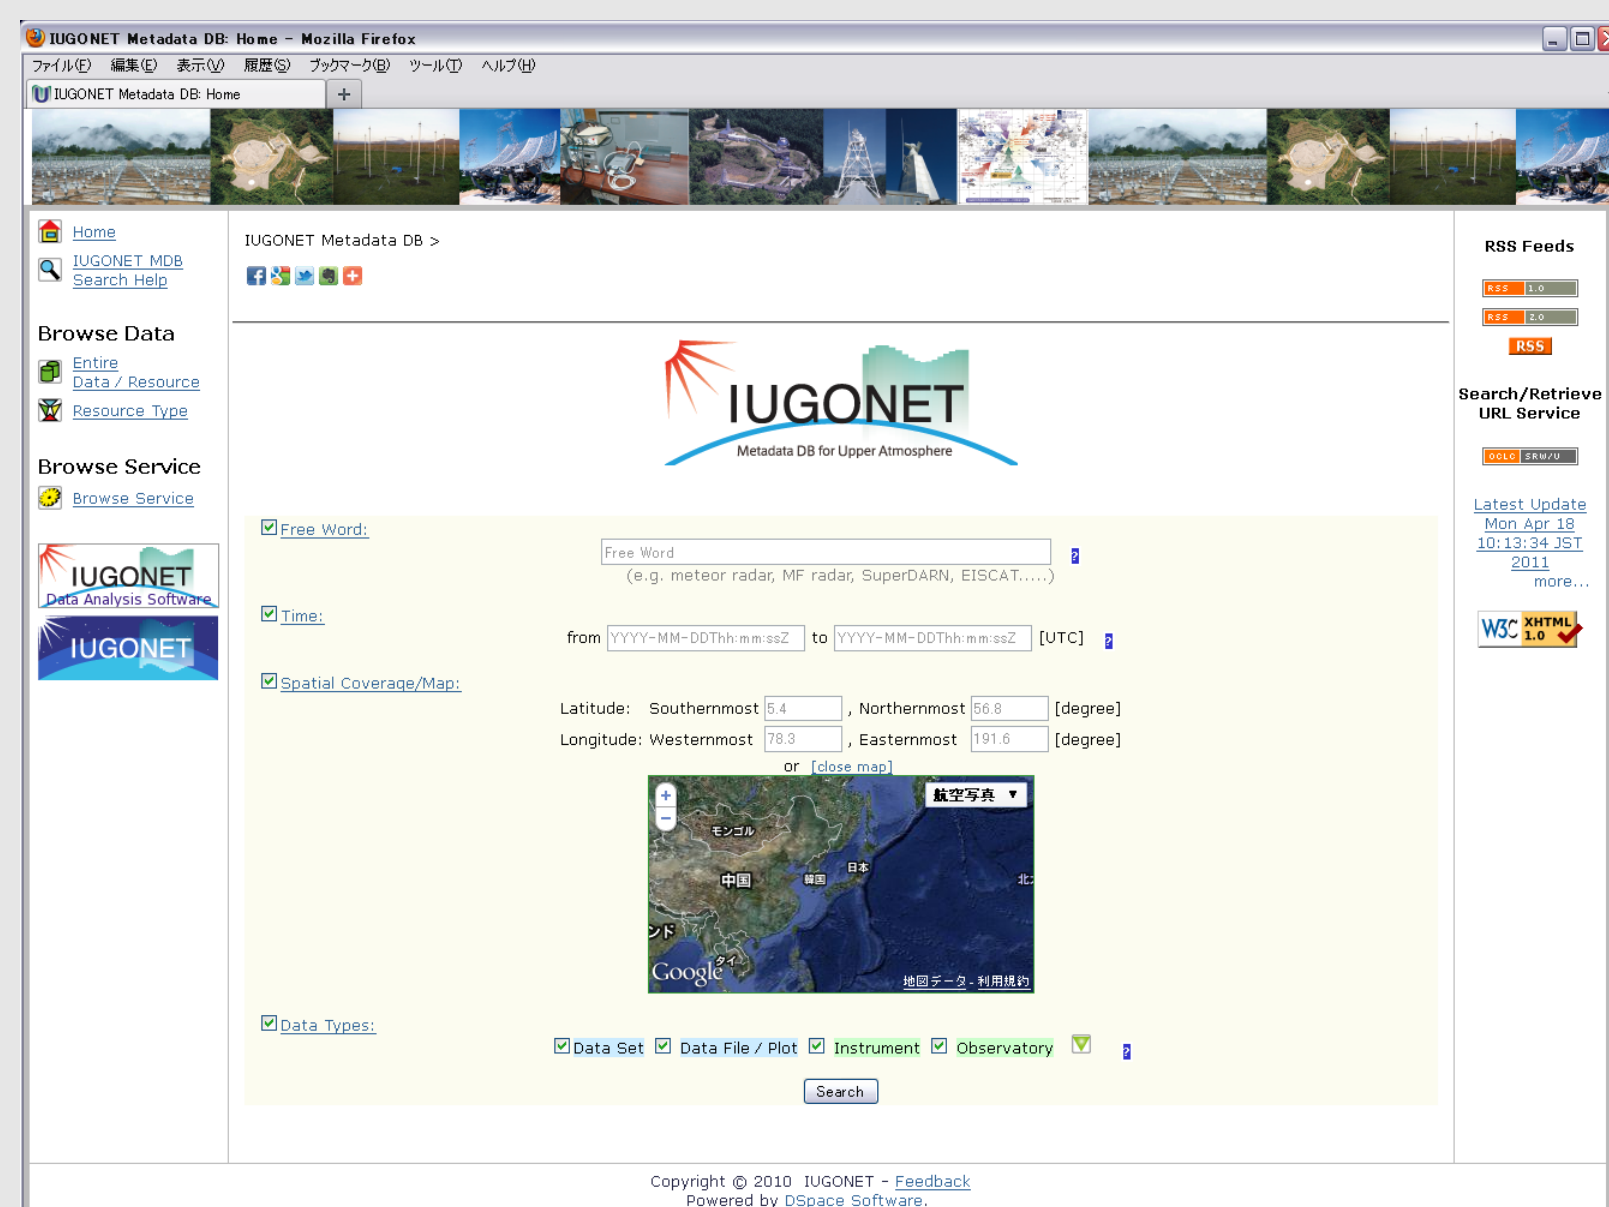 IUGONET Metadata DB: Home - Mozilla Firefox
ファイル(F) 編集(E) 表示(V) 履歴(S) ブックマーク(B) ツール(T) ヘルプ(H)
IUGONET Metadata DB: Home
Home
IUGONET MDB
Search Help
Browse Data
Entire
Data / Resource
Resource Type
Browse Service
Browse Service
IUGONET
Data Analysis Software
IUGONET
IUGONET Metadata DB >
IUGONET
Metadata DB for Upper Atmosphere
Free Word:
Free Word
?
(e.g. meteor radar, MF radar, SuperDARN, EISCAT.....)
Time:
from YYYY-MM-DDThh:mm:ssZ to YYYY-MM-DDThh:mm:ssZ [UTC] ?
Spatial Coverage/Map:
Latitude: Southernmost 5.4 , Northernmost 56.8 [degree]
Longitude: Westernmost 78.3 , Easternmost 191.6 [degree]
or [close map]
航空写真 ▼
モンゴル
日本
中国
韓国
北
ンド
タイ
Google
地図データ - 利用規約
Data Types:
Data Set Data File / Plot Instrument Observatory ?
Search
RSS Feeds
RSS 1.0
RSS 2.0
RSS
Search/Retrieve
URL Service
OCLC SRW/U
Latest Update
Mon Apr 18
10:13:34 JST
2011
more...
W3C XHTML
1.0
Copyright © 2010 IUGONET - Feedback
Powered by DSpace Software.